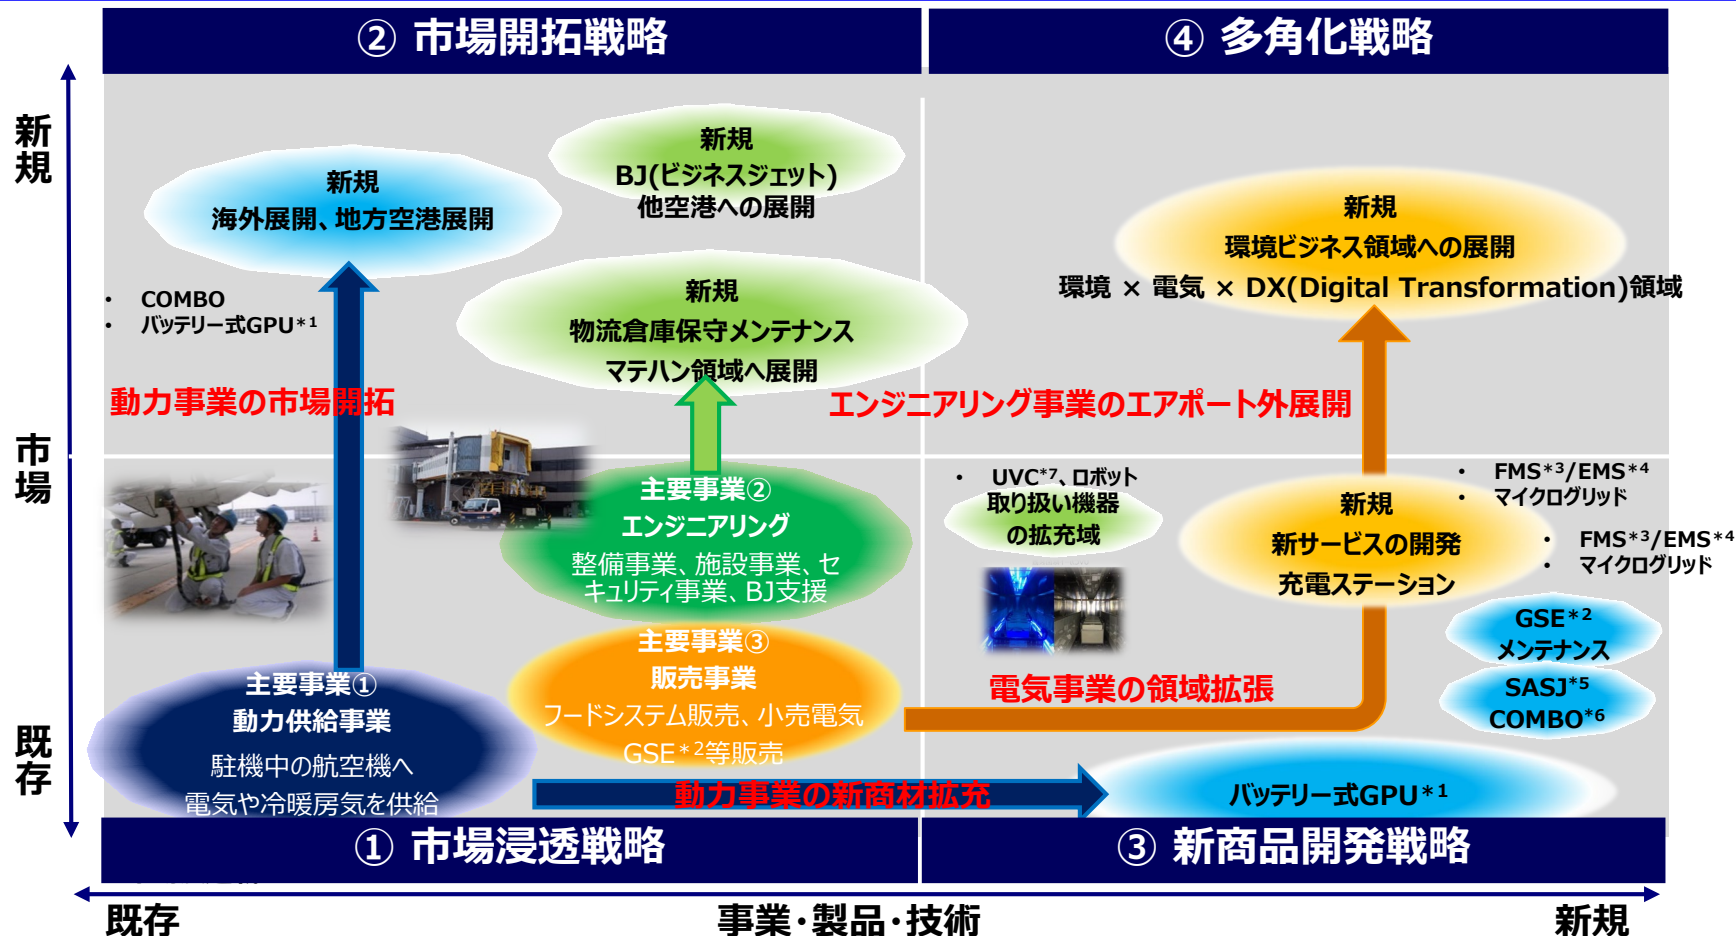 ② 市場開拓戦略
④ 多角化戦略
新規
市場
既存
新規
海外展開、地方空港展開
• COMBO
• バッテリー式GPU*1
動力事業の市場開拓
新規
BJ(ビジネスジェット)
他空港への展開
新規
物流倉庫保守メンテナンス
マテハン領域へ展開
新規
環境ビジネス領域への展開
環境 × 電気 × DX(Digital Transformation)領域
エンジニアリング事業のエアポート外展開
主要事業②
エンジニアリング
整備事業、施設事業、セ
キュリティ事業、BJ支援
主要事業③
販売事業
フードシステム販売、小売電気
GSE*2等販売
主要事業①
動力供給事業
駐機中の航空機へ
電気や冷暖房気を供給
• UVC*7、ロボット
取り扱い機器
の拡充域
新規
新サービスの開発
充電ステーション
• FMS*3/EMS*4
• マイクログリッド
• FMS*3/EMS*4
• マイクログリッド
GSE*2
メンテナンス
SASJ*5
COMBO*6
電気事業の領域拡張
動力事業の新商材拡充
バッテリー式GPU*1
① 市場浸透戦略
③ 新商品開発戦略
既存
事業・製品・技術
新規